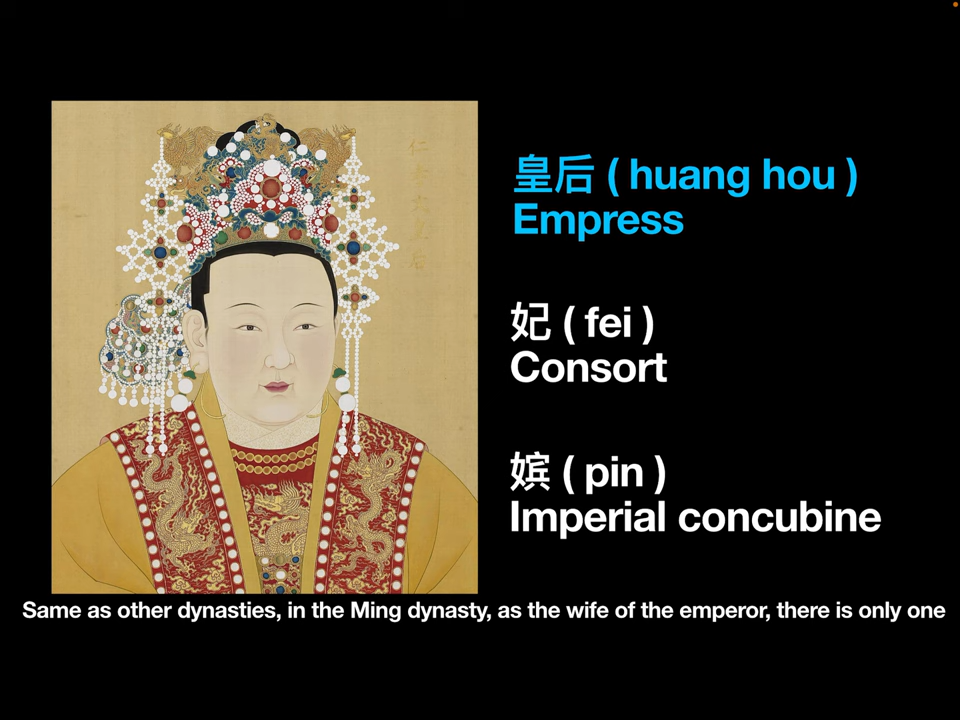 皇后 ( huang hou )
Empress
妃 ( fei )
Consort
嫔 ( pin )
Imperial concubine
Same as other dynasties, in the Ming dynasty, as the wife of the emperor, there is only one